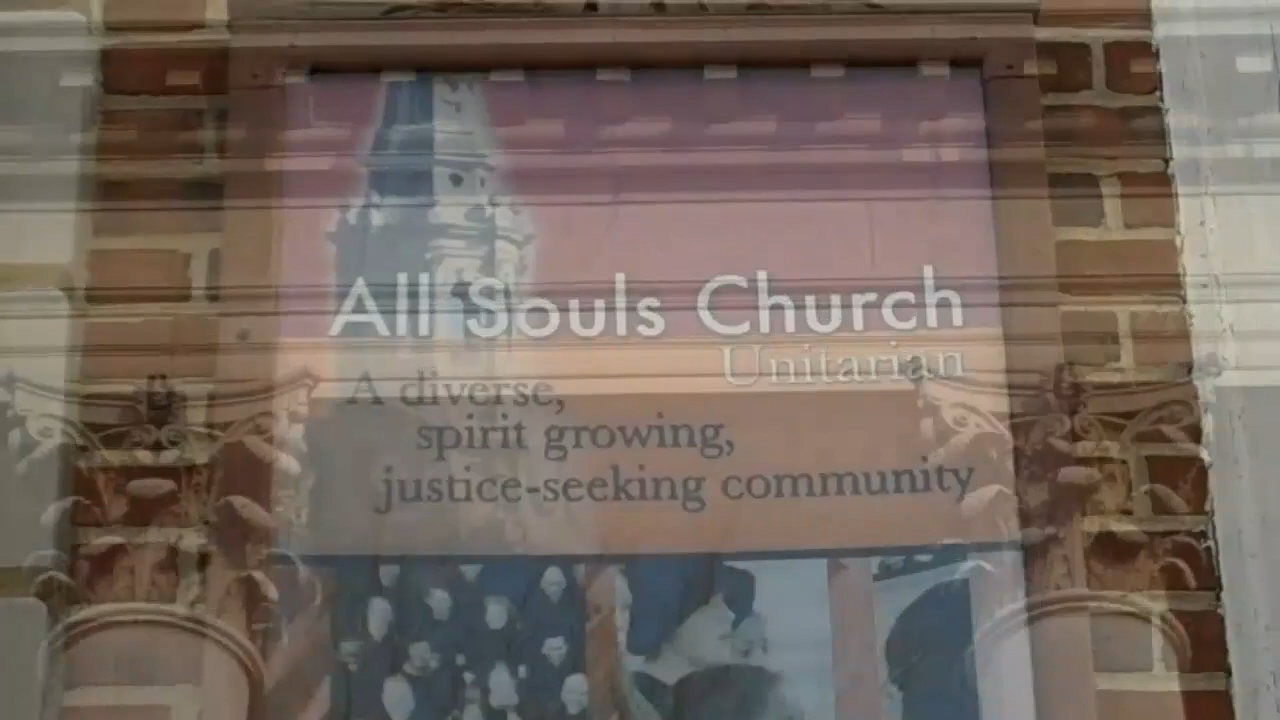 All Souls Church
Unitarian
A diverse,
spirit growing,
justice-seeking community